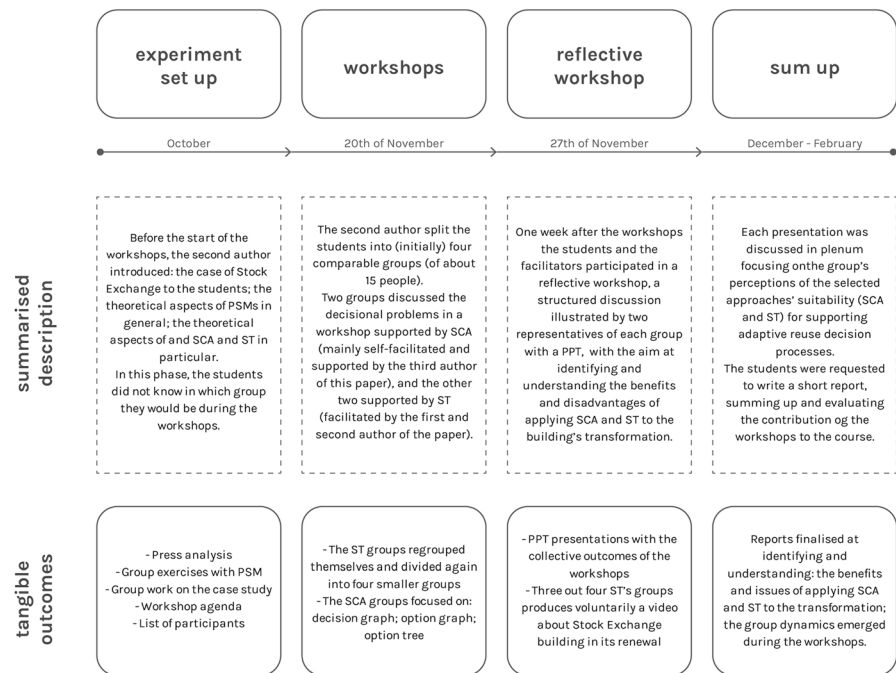 experiment
set up
workshops
reflective
workshop
sum up
October
20th of November
27th of November
December - February
summarised
description
Before the start of the
workshops, the second author
introduced: the case of Stock
Exchange to the students; the
theoretical aspects of PSMs in
general; the theoretical
aspects of and SCA and ST in
particular.
In this phase, the students
did not know in which group
they would be during the
workshops.
The second author split the
students into (initially) four
comparable groups (of about
15 people).
Two groups discussed the
decisional problems in a
workshop supported by SCA
(mainly self-facilitated and
supported by the third author
of this paper), and the other
two supported by ST
(facilitated by the first and
second author of the paper).
One week after the workshops
the students and the
facilitators participated in a
reflective workshop, a
structured discussion
illustrated by two
representatives of each group
with a PPT, with the aim at
identifying and
understanding the benefits
and disadvantages of
applying SCA and ST to the
building's transformation.
Each presentation was
discussed in plenum
focusing onthe group's
perceptions of the selected
approaches' suitability (SCA
and ST) for supporting
adaptive reuse decision
processes.
The students were requested
to write a short report,
summing up and evaluating
the contribution og the
workshops to the course.
tangible
outcomes
- Press analysis
- Group exercises with PSM
- Group work on the case study
- Workshop agenda
- List of participants
- The ST groups regrouped
themselves and divided again
into four smaller groups
- The SCA groups focused on:
decision graph; option graph;
option tree
- PPT presentations with the
collective outcomes of the
workshops
- Three out four ST's groups
produces voluntarily a video
about Stock Exchange
building in its renewal
Reports finalised at
identifying and
understanding: the benefits
and issues of applying SCA
and ST to the transformation;
the group dynamics emerged
during the workshops.